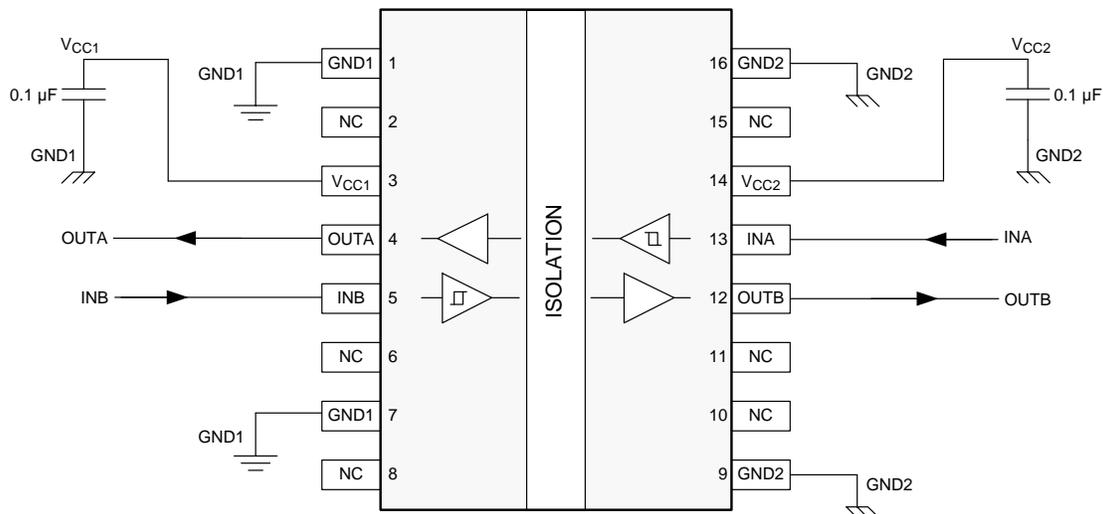 VCC1
0.1 µF
GND1
GND1
GND1 1
NC 2
VCC1 3
OUTA OUTA 4
INB INB 5
NC 6
GND1 GND1 7
NC 8
ISOLATION
16 GND2 GND2
15 NC
14 VCC2
13 INA INA
12 OUTB OUTB
11 NC
10 NC
9 GND2 GND2
VCC2
0.1 µF
GND2